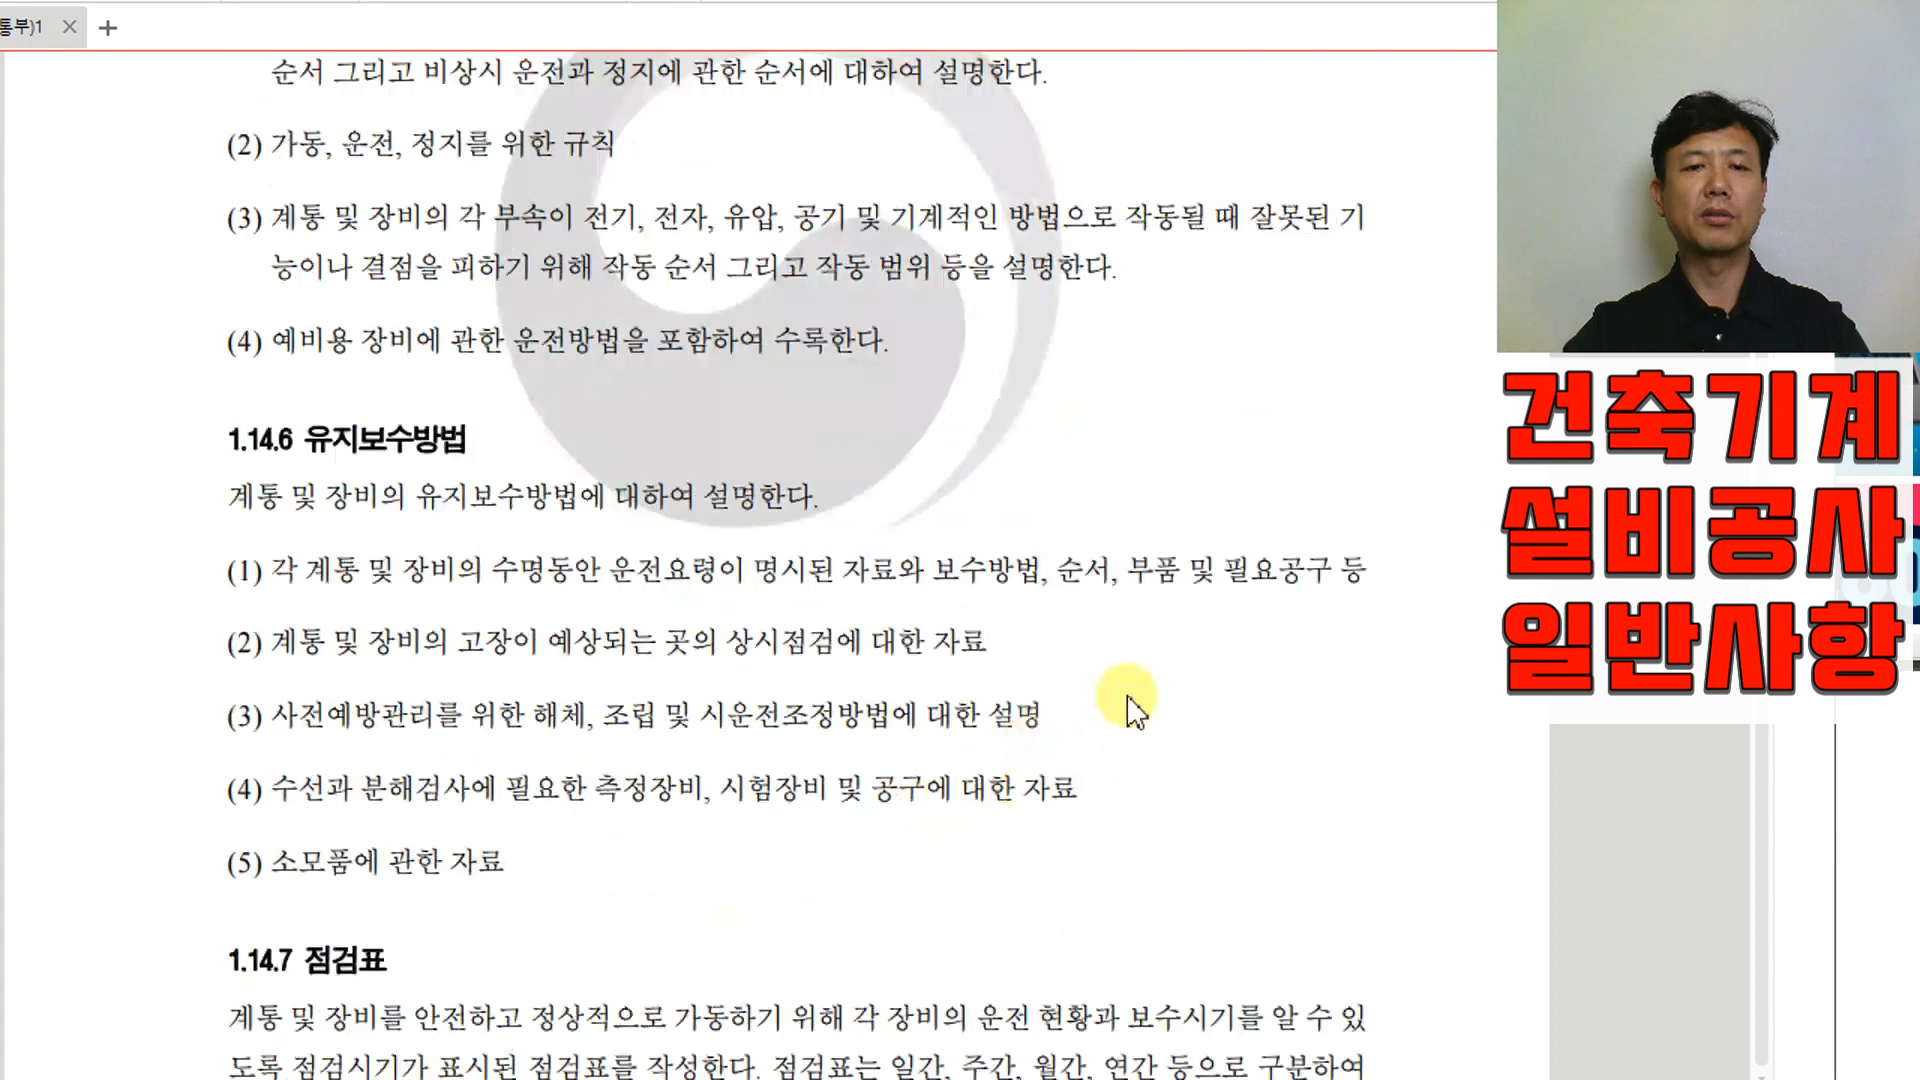 통부)1
순서 그리고 비상시 운전과 정지에 관한 순서에 대하여 설명한다.
(2) 가동, 운전, 정지를 위한 규칙
(3) 계통 및 장비의 각 부속이 전기, 전자, 유압, 공기 및 기계적인 방법으로 작동될 때 잘못된 기
능이나 결점을 피하기 위해 작동 순서 그리고 작동 범위 등을 설명한다.
(4) 예비용 장비에 관한 운전방법을 포함하여 수록한다.
1.14.6 유지보수방법
계통 및 장비의 유지보수방법에 대하여 설명한다.
(1) 각 계통 및 장비의 수명동안 운전요령이 명시된 자료와 보수방법, 순서, 부품 및 필요공구 등
(2) 계통 및 장비의 고장이 예상되는 곳의 상시점검에 대한 자료
(3) 사전예방관리를 위한 해체, 조립 및 시운전조정방법에 대한 설명
(4) 수선과 분해검사에 필요한 측정장비, 시험장비 및 공구에 대한 자료
(5) 소모품에 관한 자료
1.14.7 점검표
계통 및 장비를 안전하고 정상적으로 가동하기 위해 각 장비의 운전 현황과 보수시기를 알 수 있
도록 점검시기가 표시된 점검표를 작성한다. 점검표는 일간, 주간, 월간, 연간 등으로 구분하여
건축기계
설비공사
일반사항